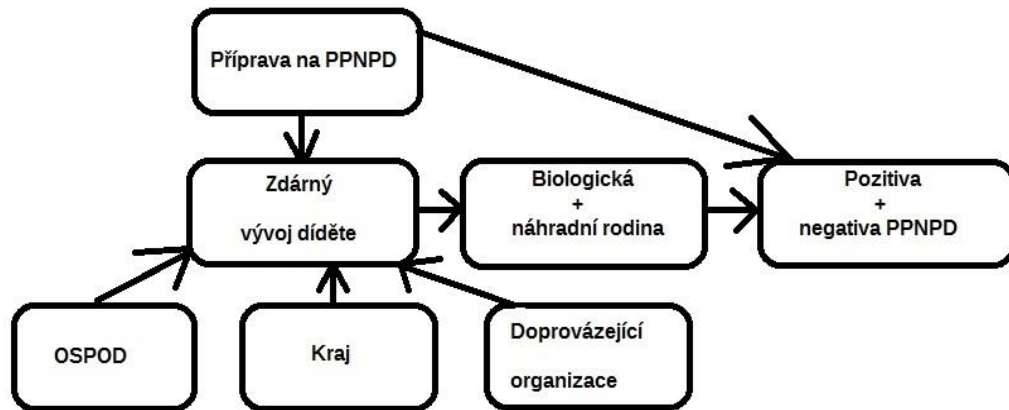 Příprava na PPNPD
Zdárný
vývoj díděte
Biologická
+
náhradní rodina
Pozitiva
+
negativa PPNPD
OSPOD
Kraj
Doprovázející
organizace